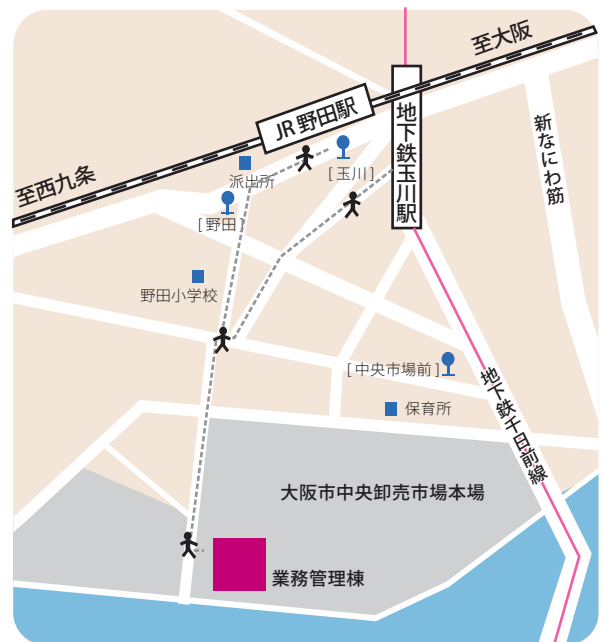 至大阪
JR 野田駅
地下鉄玉川駅
新なにわ筋
至西九条
派出所
[ 玉川 ]
[ 野田 ]
野田小学校
[ 中央市場前 ]
保育所
地下鉄千日前線
大阪市中央卸売市場本場
業務管理棟